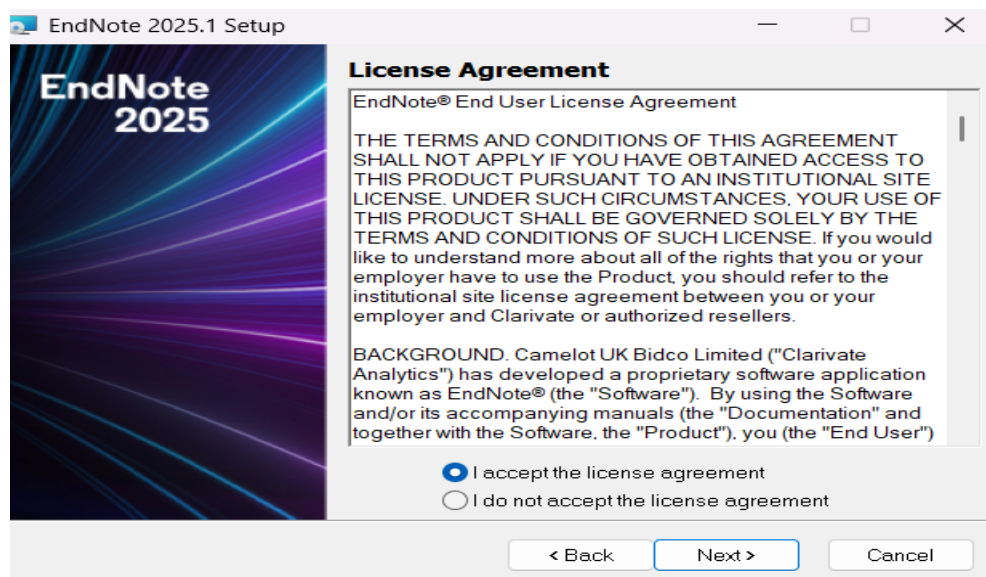 EndNote 2025.1 Setup
EndNote
2025
License Agreement
EndNote® End User License Agreement
THE TERMS AND CONDITIONS OF THIS AGREEMENT
SHALL NOT APPLY IF YOU HAVE OBTAINED ACCESS TO
THIS PRODUCT PURSUANT TO AN INSTITUTIONAL SITE
LICENSE. UNDER SUCH CIRCUMSTANCES, YOUR USE OF
THIS PRODUCT SHALL BE GOVERNED SOLELY BY THE
TERMS AND CONDITIONS OF SUCH LICENSE. If you would
like to understand more about all of the rights that you or your
employer have to use the Product, you should refer to the
institutional site license agreement between you or your
employer and Clarivate or authorized resellers.
BACKGROUND. Camelot UK Bidco Limited ("Clarivate
Analytics") has developed a proprietary software application
known as EndNote® (the "Software"). By using the Software
and/or its accompanying manuals (the "Documentation" and
together with the Software, the "Product"), you (the "End User")
I accept the license agreement
I do not accept the license agreement
< Back Next > Cancel